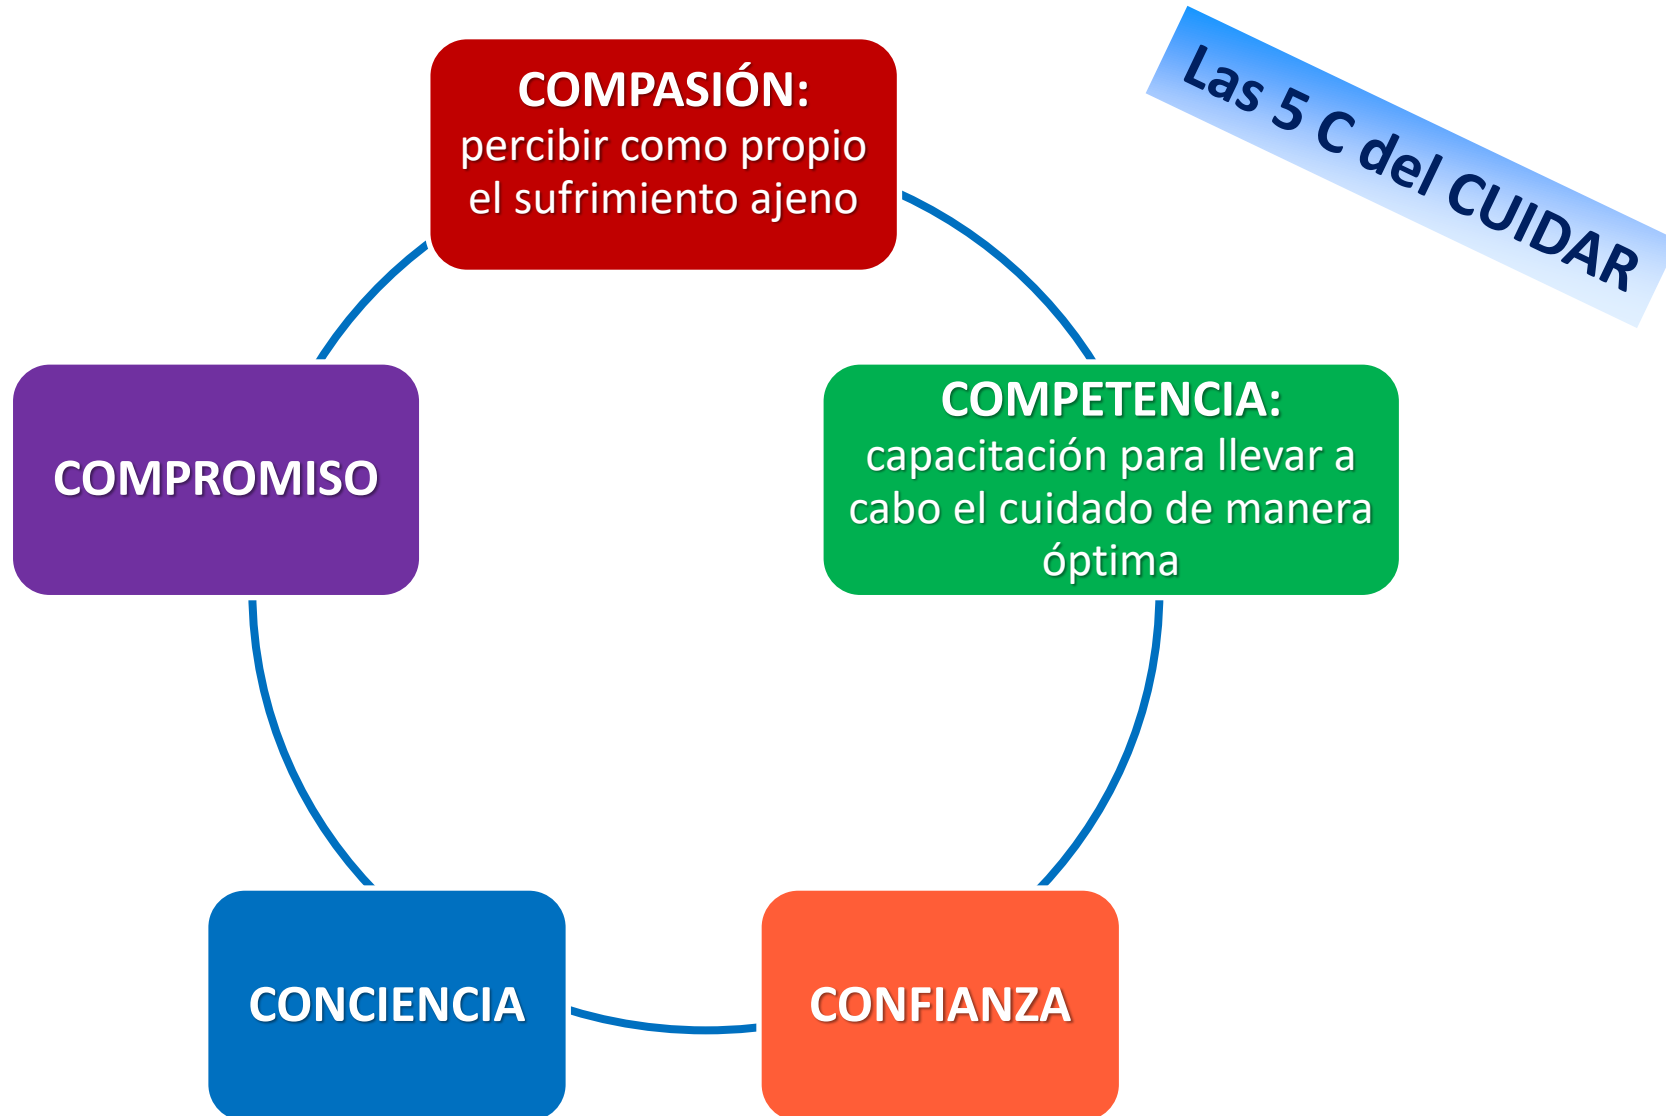 Las 5 C del CUIDAR
COMPASIÓN:
percibir como propio
el sufrimiento ajeno
COMPETENCIA:
capacitación para llevar a
cabo el cuidado de manera
óptima
COMPROMISO
CONCIENCIA
CONFIANZA